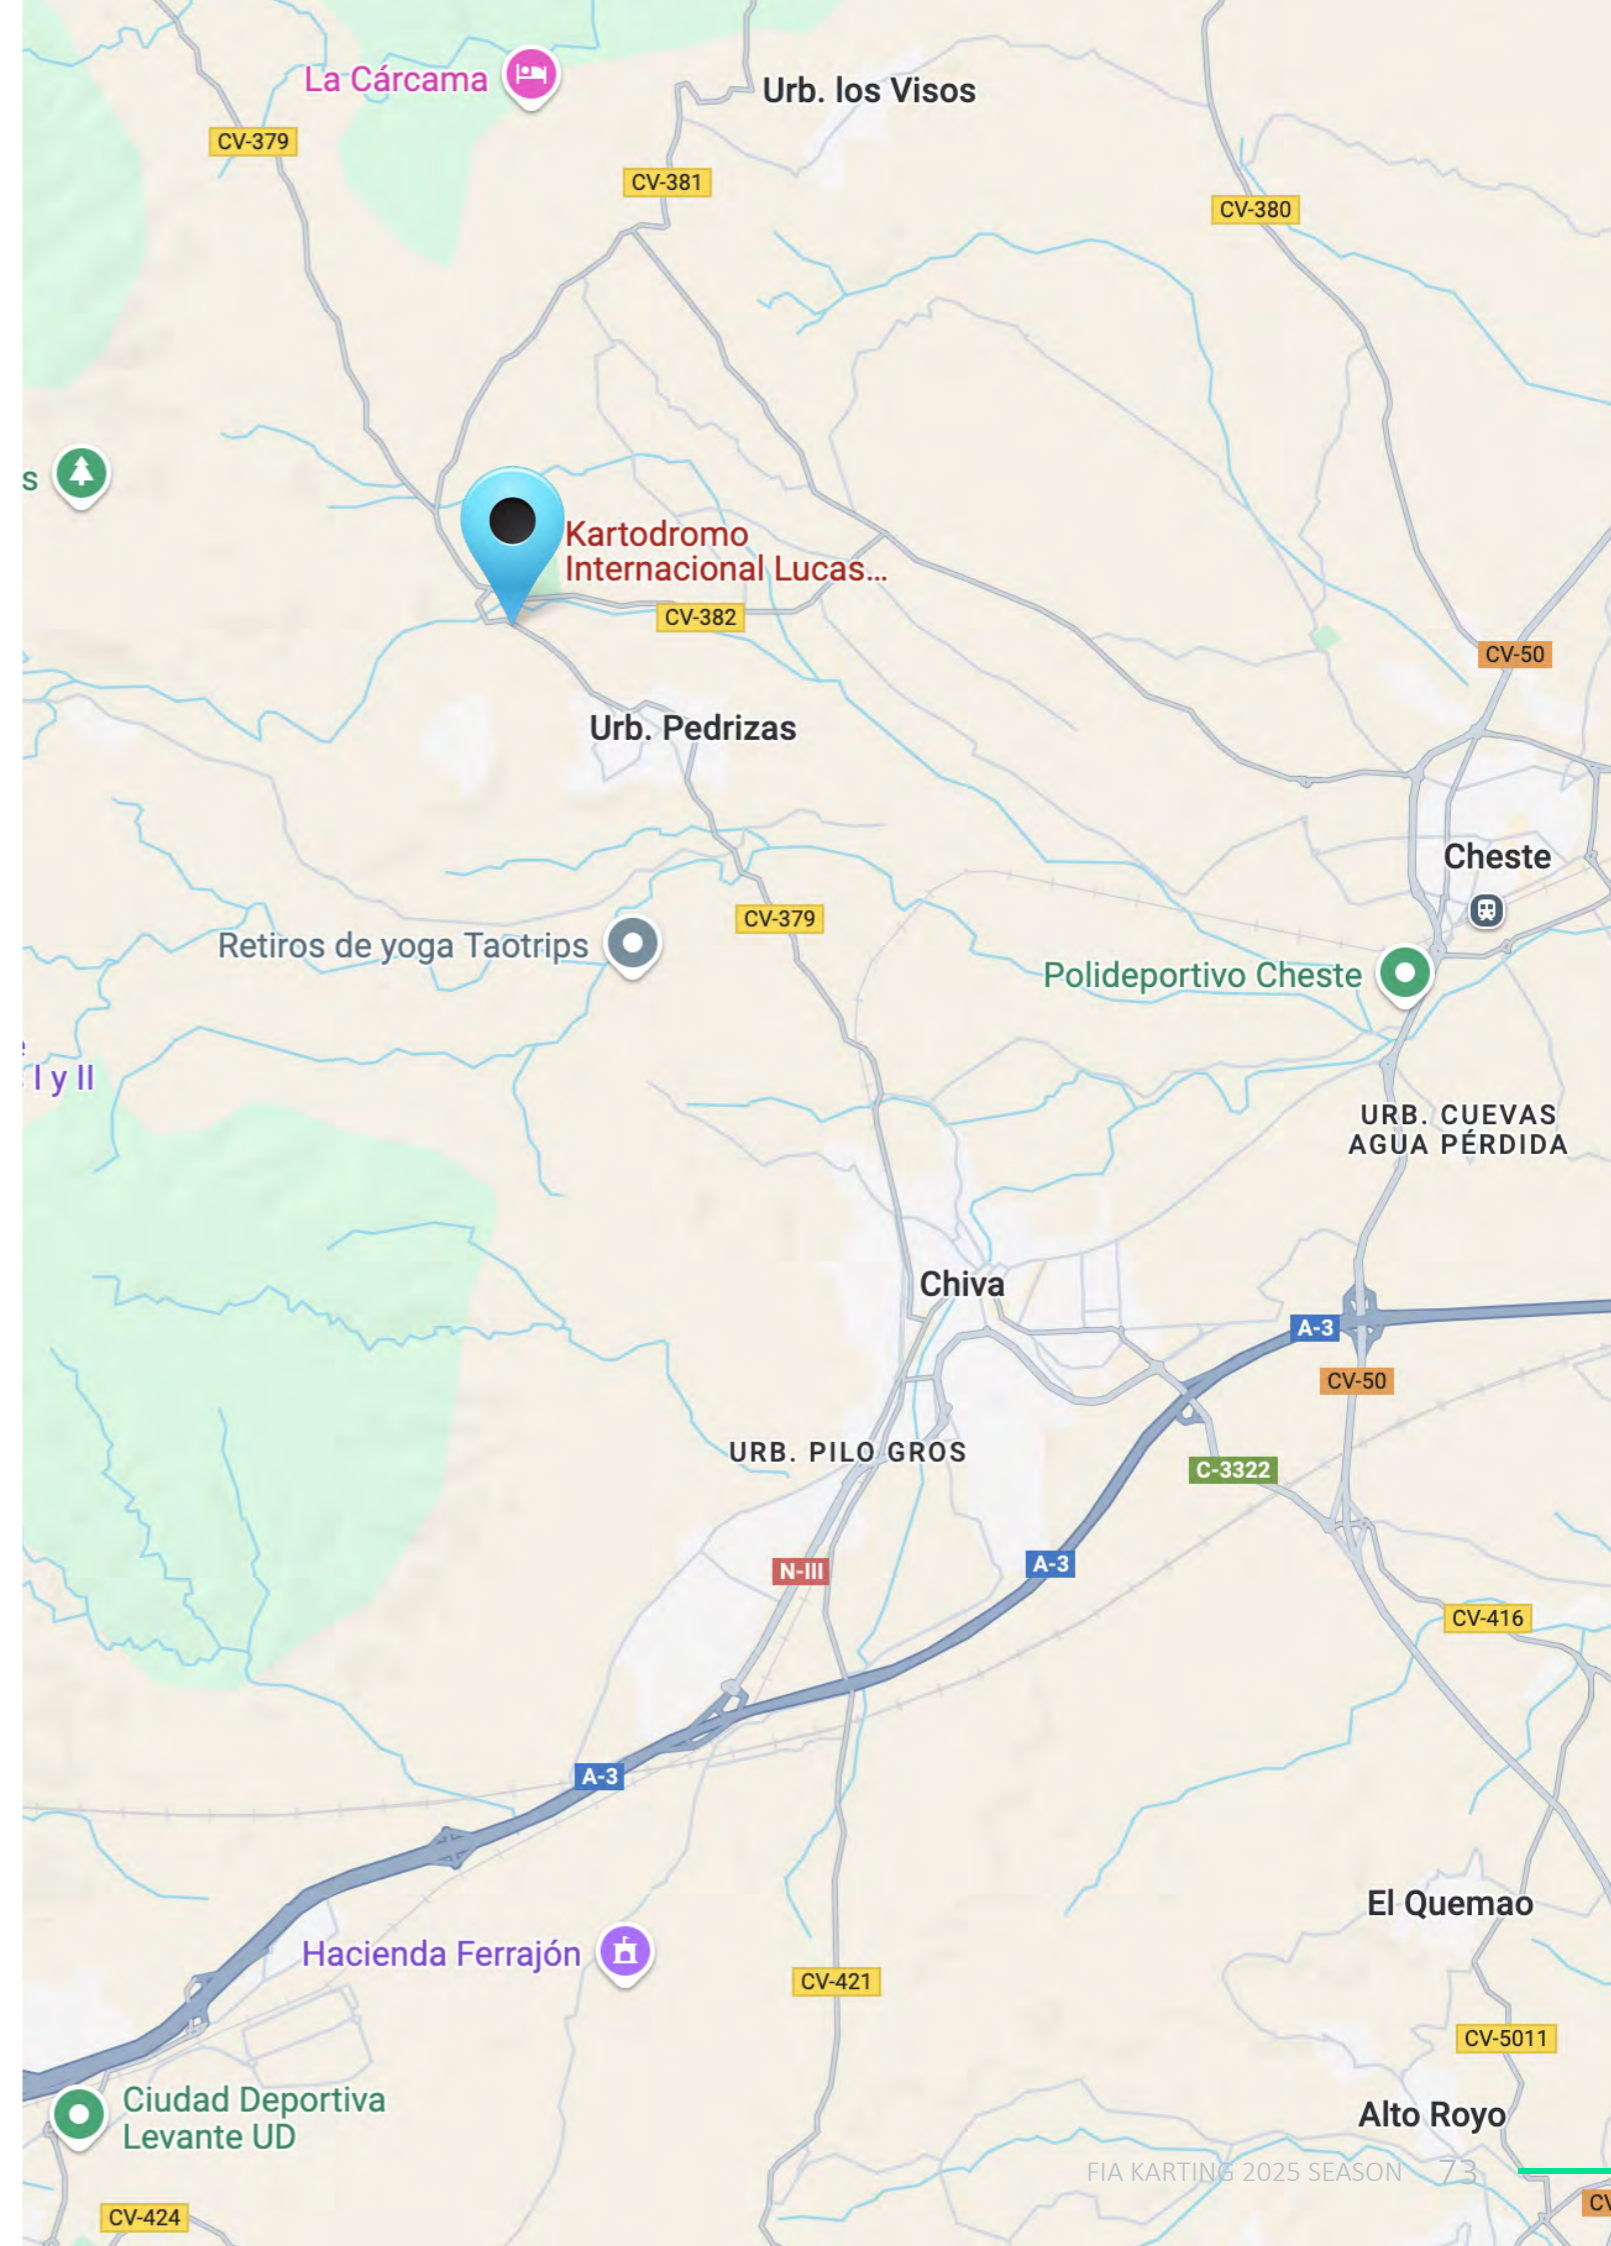 La Cárcama
Urb. los Visos
CV-379
CV-381
CV-380
s
Kartodromo
Internacional Lucas...
CV-382
CV-50
Urb. Pedrizas
Cheste
CV-379
Retiros de yoga Taotrips
Polideportivo Cheste
I y II
URB. CUEVAS
AGUA PÉRDIDA
Chiva
A-3
CV-50
URB. PILO GROS
C-3322
A-3
N-III
CV-416
A-3
El Quemao
Hacienda Ferrajón
CV-421
CV-5011
Ciudad Deportiva
Levante UD
Alto Royo
FIA KARTING 2025 SEASON 73
CV-424
CV